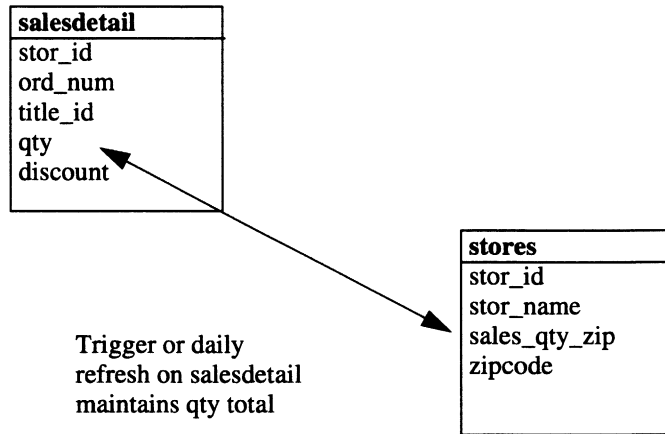 salesdetail
stor_id
ord_num
title_id
qty
discount
stores
stor_id
stor_name
sales_qty_zip
zipcode
Trigger or daily
refresh on salesdetail
maintains qty total